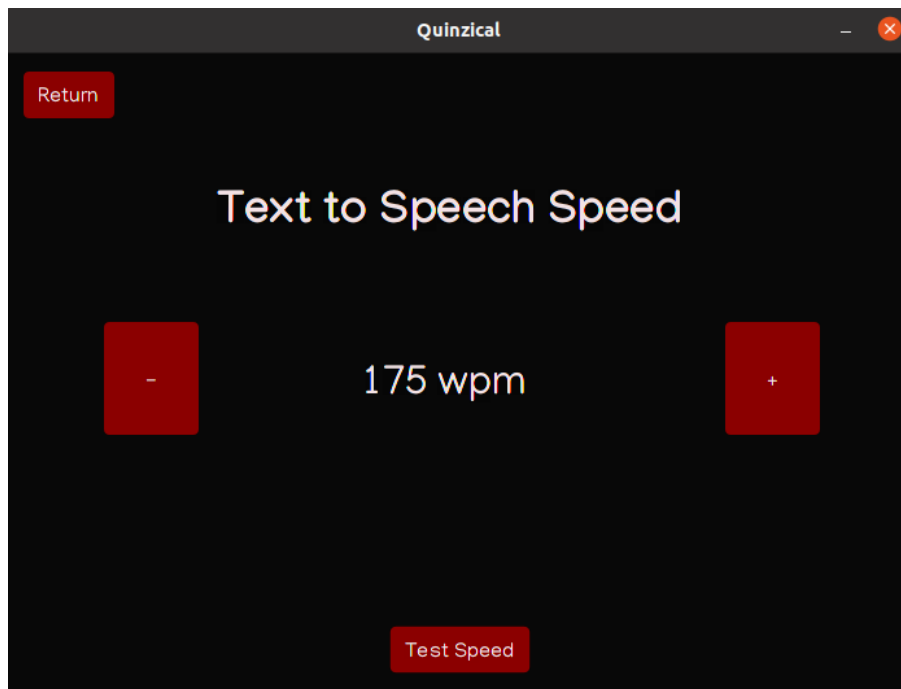 Quinzical
Return
Text to Speech Speed
- 175 wpm +
Test Speed